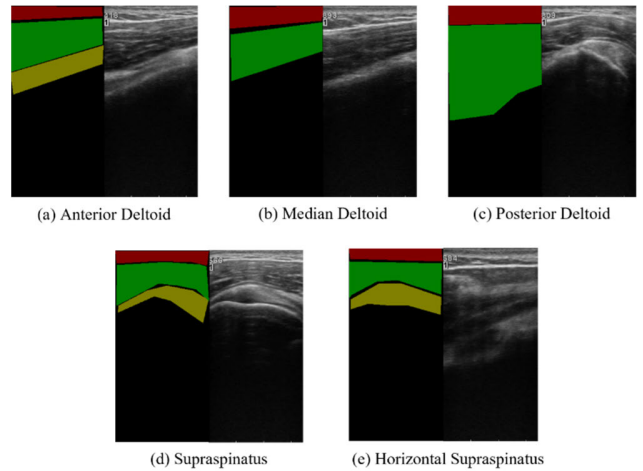 (a) Anterior Deltoid
(b) Median Deltoid
(c) Posterior Deltoid
(d) Supraspinatus
(e) Horizontal Supraspinatus